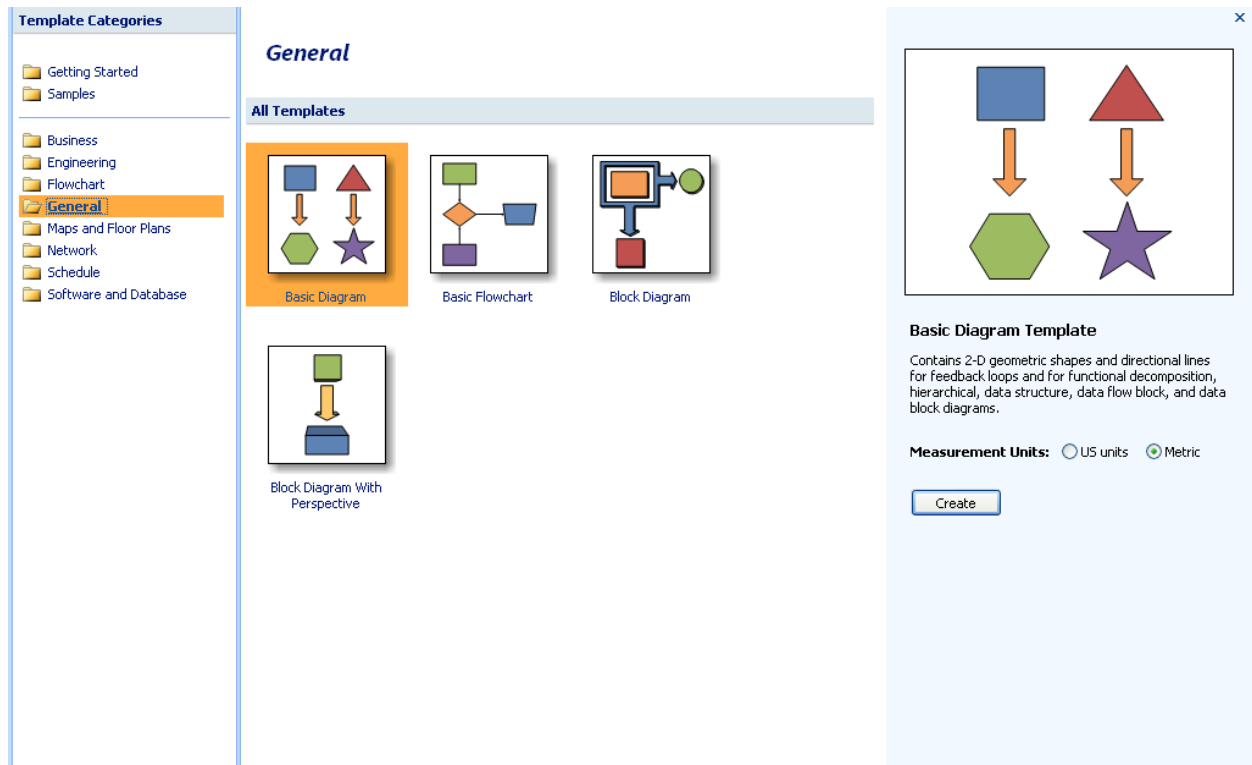 Template Categories
Getting Started
Samples
Business
Engineering
Flowchart
General
Maps and Floor Plans
Network
Schedule
Software and Database
General
All Templates
Basic Diagram
Basic Flowchart
Block Diagram
Block Diagram With
Perspective
Basic Diagram Template
Contains 2-D geometric shapes and directional lines
for feedback loops and for functional decomposition,
hierarchical, data structure, data flow block, and data
block diagrams.
Measurement Units: US units Metric
Create